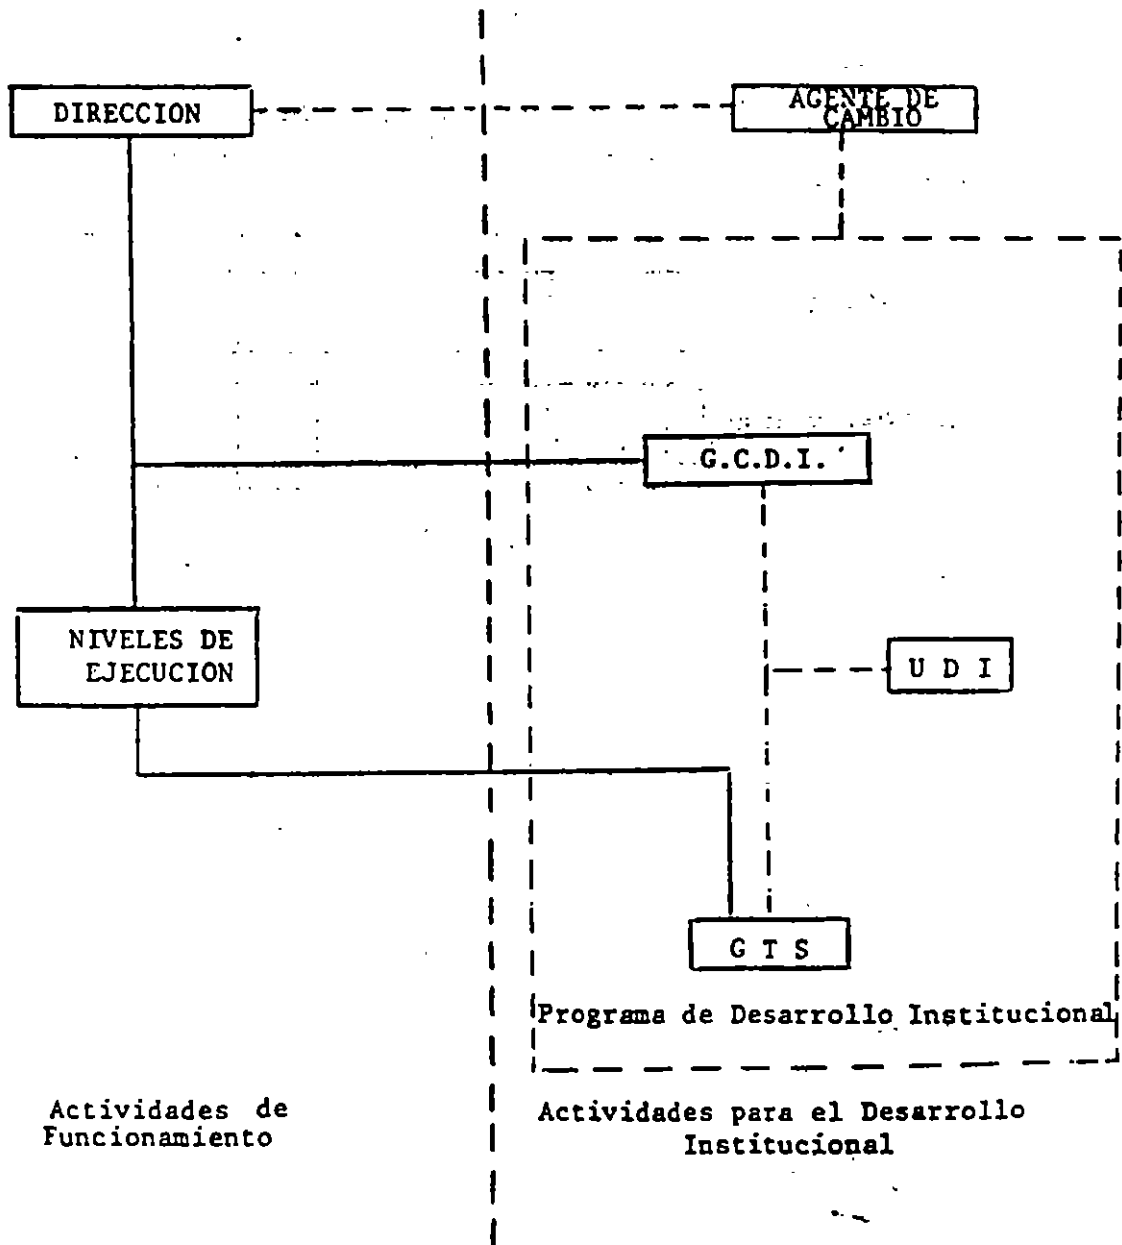 DIRECCION
AGENTE DE
CAMBIO
G.C.D.I.
NIVELES DE
EJECUCION
U D I
G T S
Programa de Desarrollo Institucional
Actividades de
Funcionamiento
Actividades para el Desarrollo
Institucional